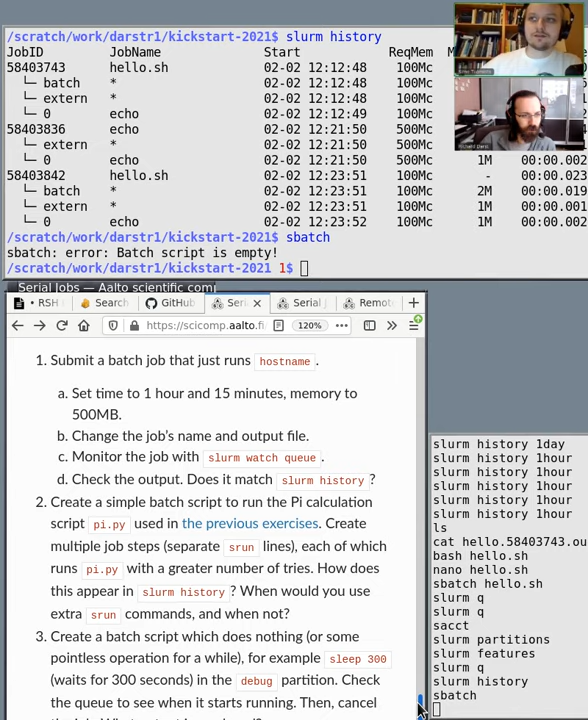 /scratch/work/darstr1/kickstart-2021$ slurm history
JobID JobName Start ReqMem
58403743 hello.sh 02-02 12:12:48 100Mc
└─ batch * 02-02 12:12:48 100Mc
└─ extern * 02-02 12:12:48 100Mc
└─ 0 echo 02-02 12:12:49 100Mc
58403836 echo 02-02 12:21:50 500Mc
└─ extern * 02-02 12:21:50 500Mc
└─ 0 echo 02-02 12:21:50 500Mc 1M 00:00.002
58403842 hello.sh 02-02 12:23:51 100Mc - 00:00.023
└─ batch * 02-02 12:23:51 100Mc 2M 00:00.019
└─ extern * 02-02 12:23:51 100Mc 1M 00:00.001
└─ 0 echo 02-02 12:23:52 100Mc 1M 00:00.002
/scratch/work/darstr1/kickstart-2021$ sbatch
sbatch: error: Batch script is empty!
/scratch/work/darstr1/kickstart-2021 1$
Serial Jobs — Aalto scientific com
• RSH Search GitHub Seri Serial J Remote
https://scicomp.aalto.fi 120%
1. Submit a batch job that just runs hostname.
a. Set time to 1 hour and 15 minutes, memory to
500MB.
b. Change the job's name and output file.
c. Monitor the job with slurm watch queue.
d. Check the output. Does it match slurm history?
2. Create a simple batch script to run the Pi calculation
script pi.py used in the previous exercises. Create
multiple job steps (separate srun lines), each of which
runs pi.py with a greater number of tries. How does
this appear in slurm history? When would you use
extra srun commands, and when not?
3. Create a batch script which does nothing (or some
pointless operation for a while), for example sleep 300
(waits for 300 seconds) in the debug partition. Check
the queue to see when it starts running. Then, cancel
slurm history 1day
slurm history 1hour
slurm history 1hour
slurm history 1hour
slurm history 1hour
slurm history 1hour
ls
cat hello.58403743.ou
bash hello.sh
nano hello.sh
sbatch hello.sh
slurm q
slurm q
sacct
slurm partitions
slurm features
slurm q
slurm history
sbatch